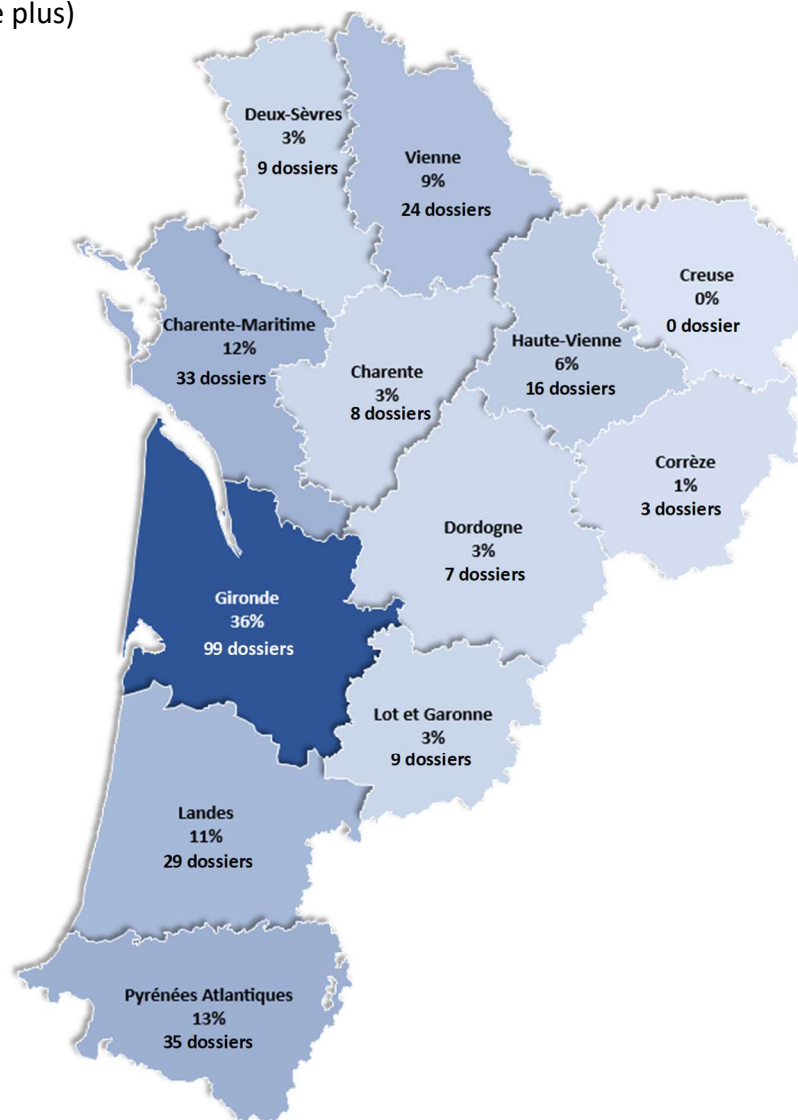 e plus)
Deux-Sèvres
3%
9 dossiers
Vienne
9%
24 dossiers
Creuse
0%
0 dossier
Charente-Maritime
12%
33 dossiers
Haute-Vienne
6%
16 dossiers
Charente
3%
8 dossiers
Corrèze
1%
3 dossiers
Dordogne
3%
7 dossiers
Gironde
36%
99 dossiers
Lot et Garonne
3%
9 dossiers
Landes
11%
29 dossiers
Pyrénées Atlantiques
13%
35 dossiers